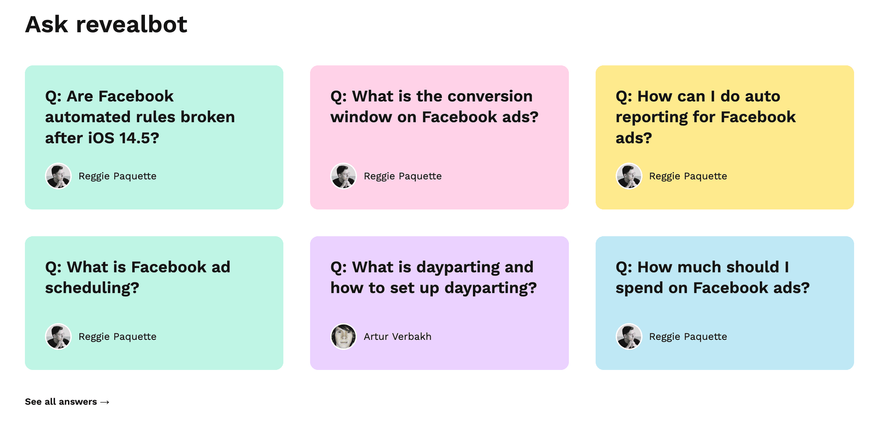 Ask revealbot
Q: Are Facebook
automated rules broken
after iOS 14.5?
Reggie Paquette
Q: What is the conversion
window on Facebook ads?
Reggie Paquette
Q: How can I do auto
reporting for Facebook
ads?
Reggie Paquette
Q: What is Facebook ad
scheduling?
Reggie Paquette
Q: What is dayparting and
how to set up dayparting?
Artur Verbakh
Q: How much should I
spend on Facebook ads?
Reggie Paquette
See all answers →